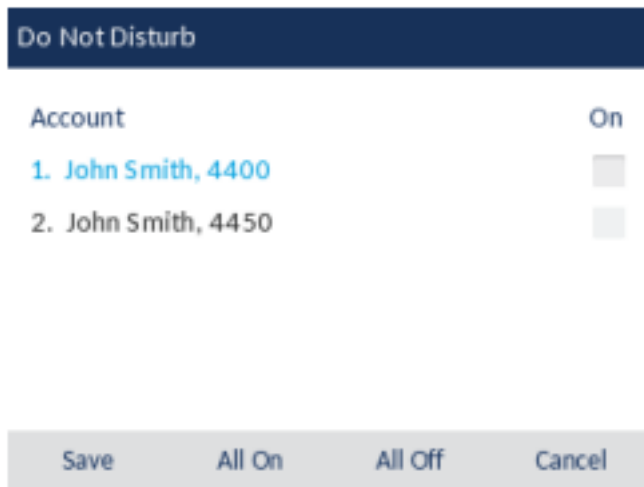 Do Not Disturb
Account On
1. John Smith, 4400
2. John Smith, 4450
Save All On All Off Cancel